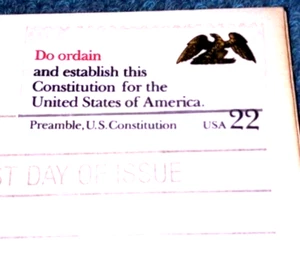 Do ordain
and establish this
Constitution for the
United States of America.
Preamble, U.S. Constitution USA 22
ST DAY OF ISSUE